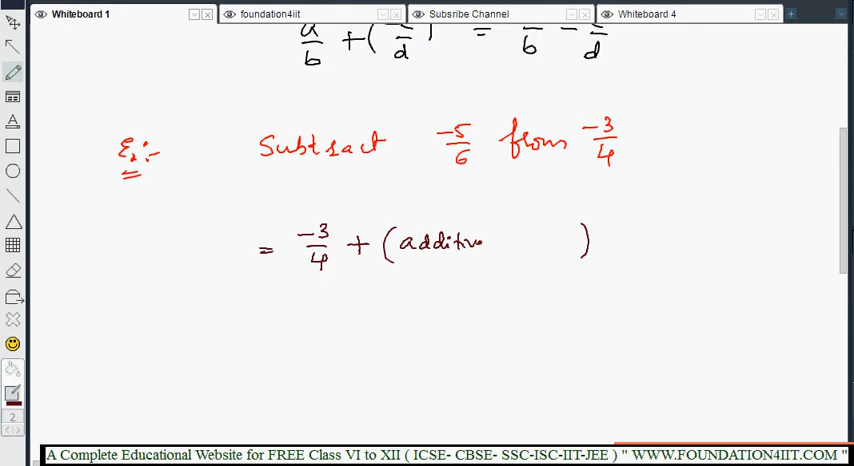 Whiteboard 1 foundation4iit Subsribe Channel Whiteboard 4
b +( d ) = b - d
Ex:- Subtract -5/6 from -3/4
= -3/4 + (additive )
2
A Complete Educational Website for FREE Class VI to XII ( ICSE- CBSE- SSC-ISC-IIT-JEE ) " WWW.FOUNDATION4IIT.COM "